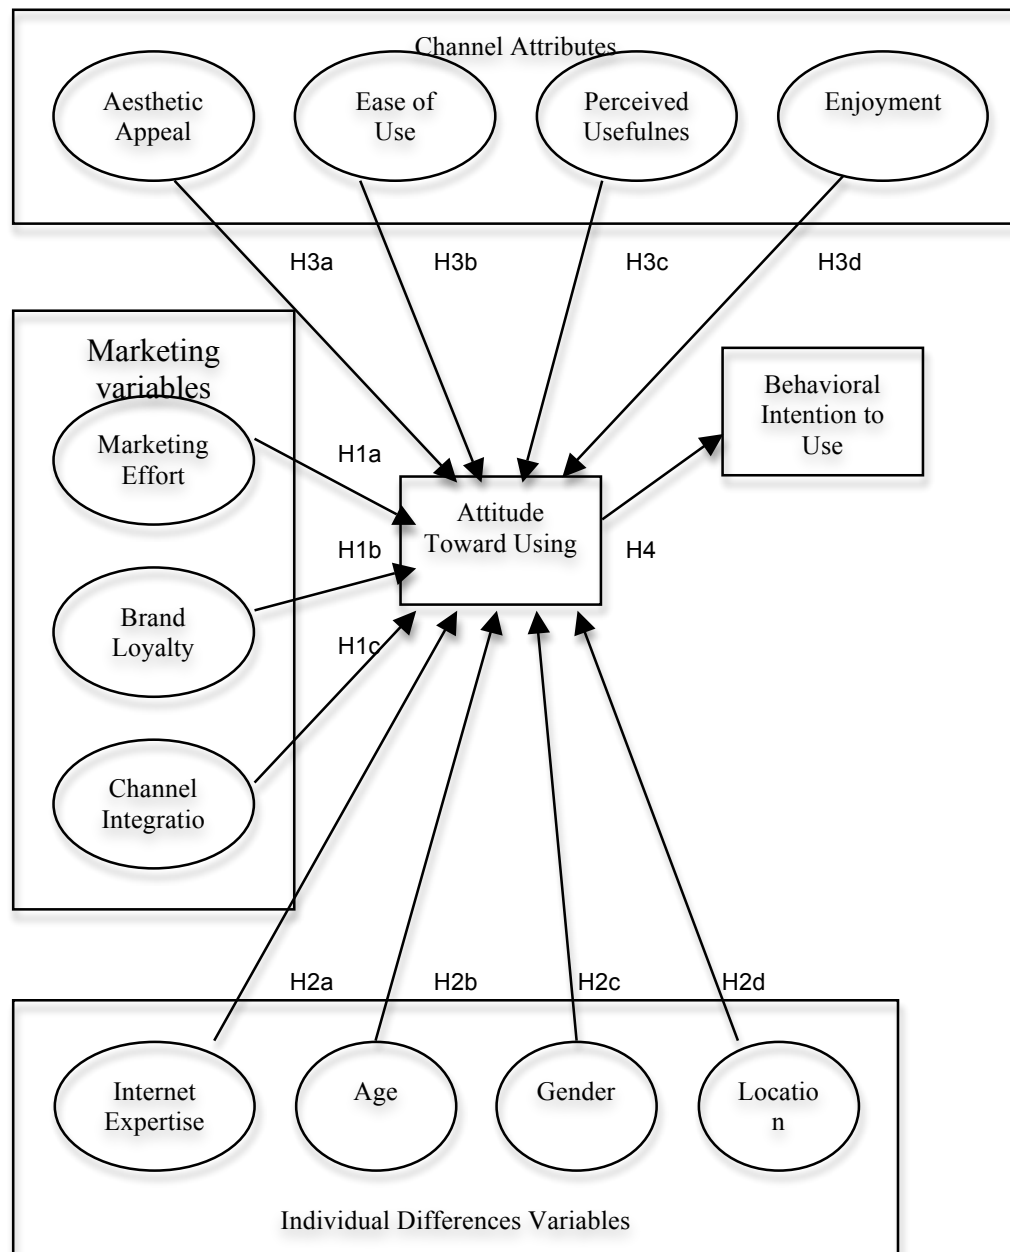 Channel Attributes
Aesthetic
Appeal
Ease of
Use
Perceived
Usefulnes
Enjoyment
H3a
H3b
H3c
H3d
Marketing
variables
Marketing
Effort
Brand
Loyalty
Channel
Integratio
H1a
H1b
H1c
Attitude
Toward Using
Behavioral
Intention to
Use
H4
H2a
H2b
H2c
H2d
Internet
Expertise
Age
Gender
Locatio
n
Individual Differences Variables